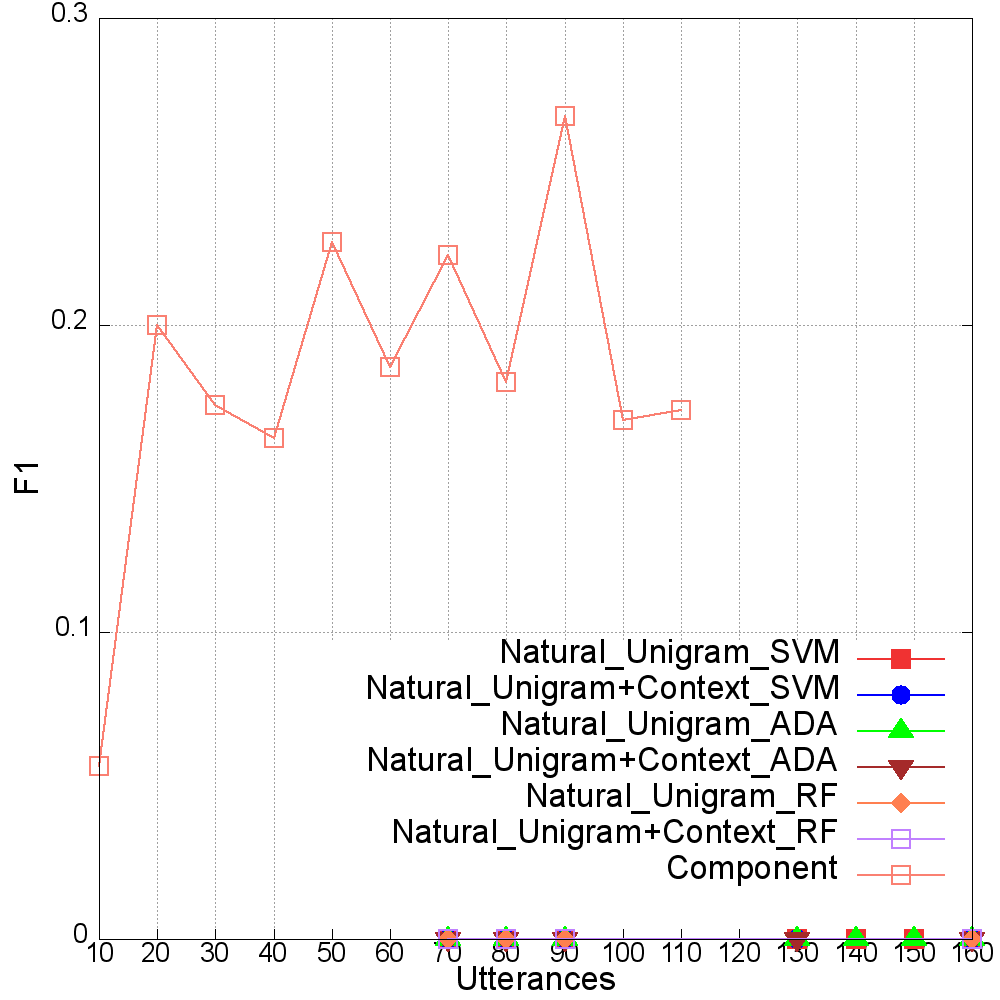 0.3
0.2
0.1
0
F1
Natural_Unigram_SVM
Natural_Unigram+Context_SVM
Natural_Unigram_ADA
Natural_Unigram+Context_ADA
Natural_Unigram_RF
Natural_Unigram+Context_RF
Component
10 20 30 40 50 60 70 80 90 100 110 120 130 140 150 160
Utterances